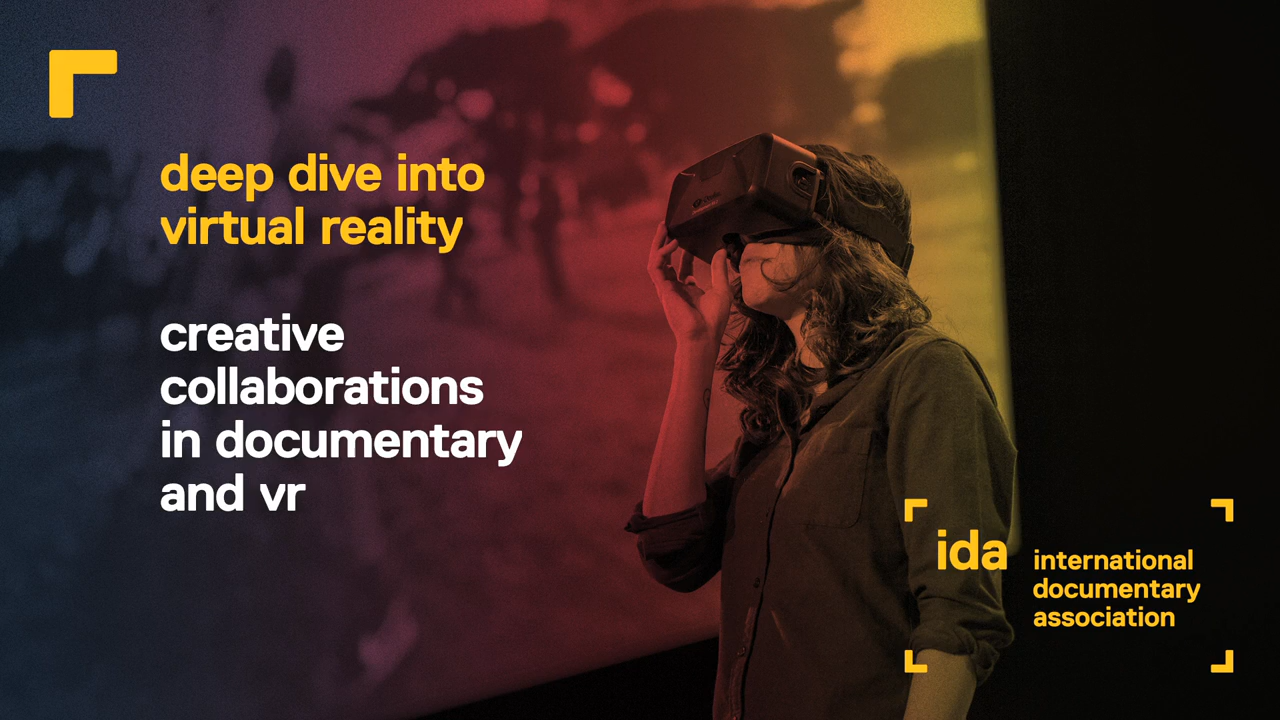 deep dive into
virtual reality
creative
collaborations
in documentary
and vr
ida
international
documentary
association